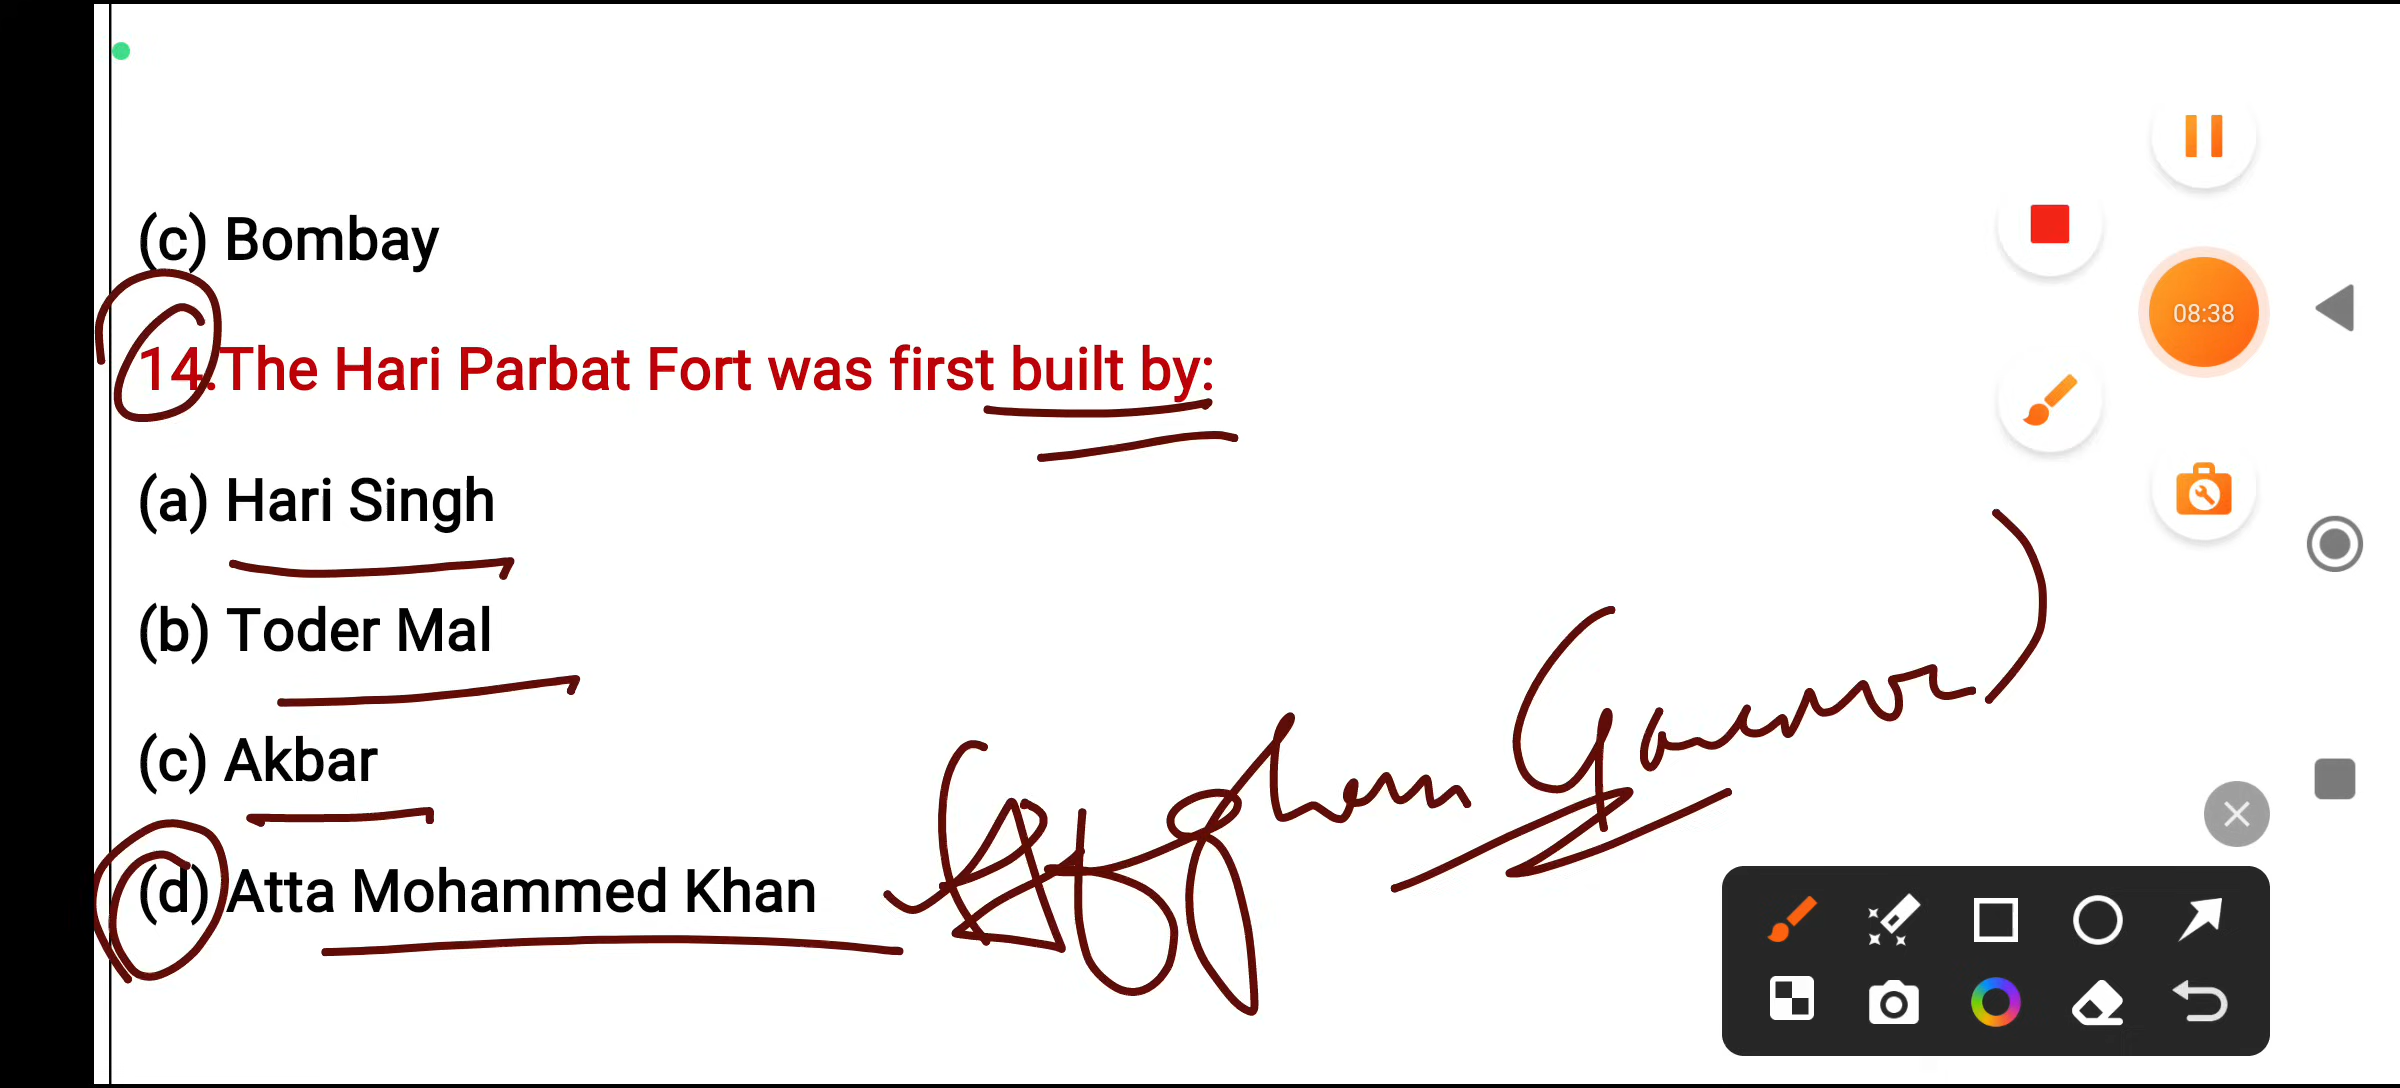 (c) Bombay
14.The Hari Parbat Fort was first built by:
08:38
(a) Hari Singh
(b) Toder Mal
(c) Akbar
(d) Atta Mohammed Khan
Afghan Governor)